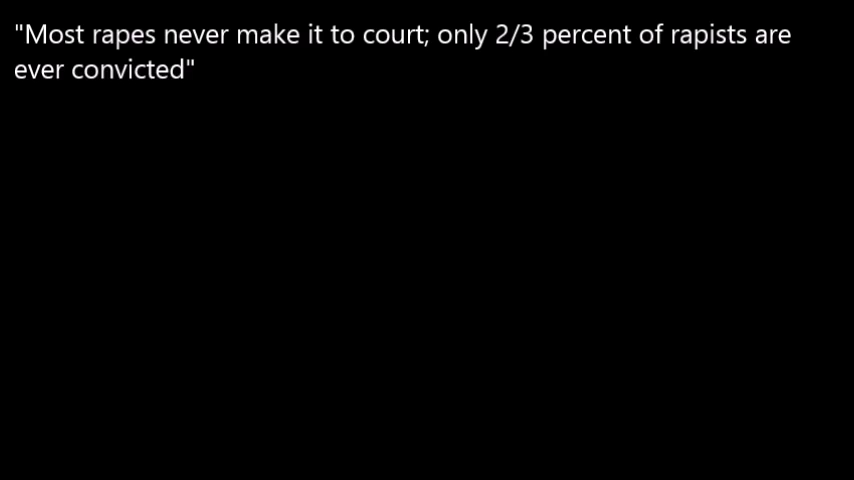 "Most rapes never make it to court; only 2/3 percent of rapists are
ever convicted"